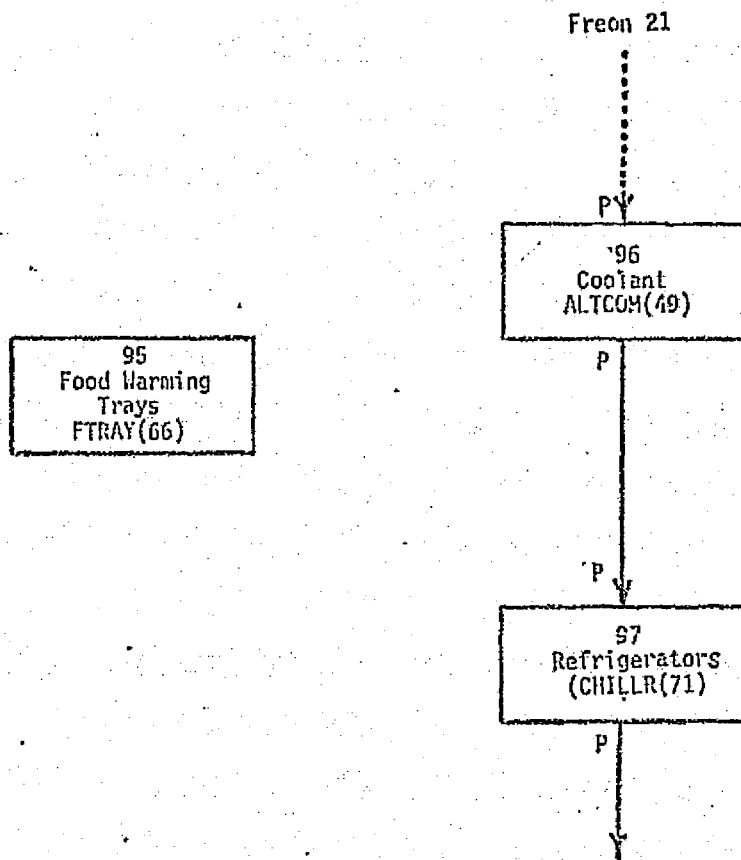 Freon 21
P
96
Coolant
ALTCOM(49)
P
95
Food Warming
Trays
FTRAY(66)
P
97
Refrigerators
(CHILLR(71)
P